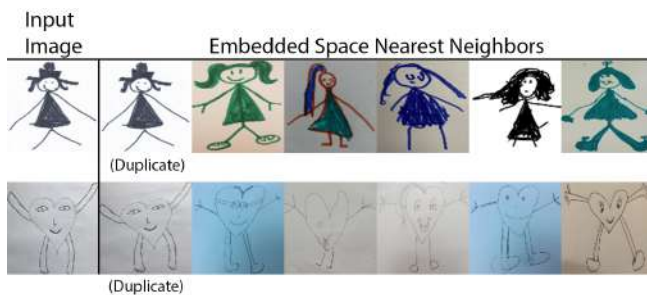 Input
Image
Embedded Space Nearest Neighbors
(Duplicate)
(Duplicate)